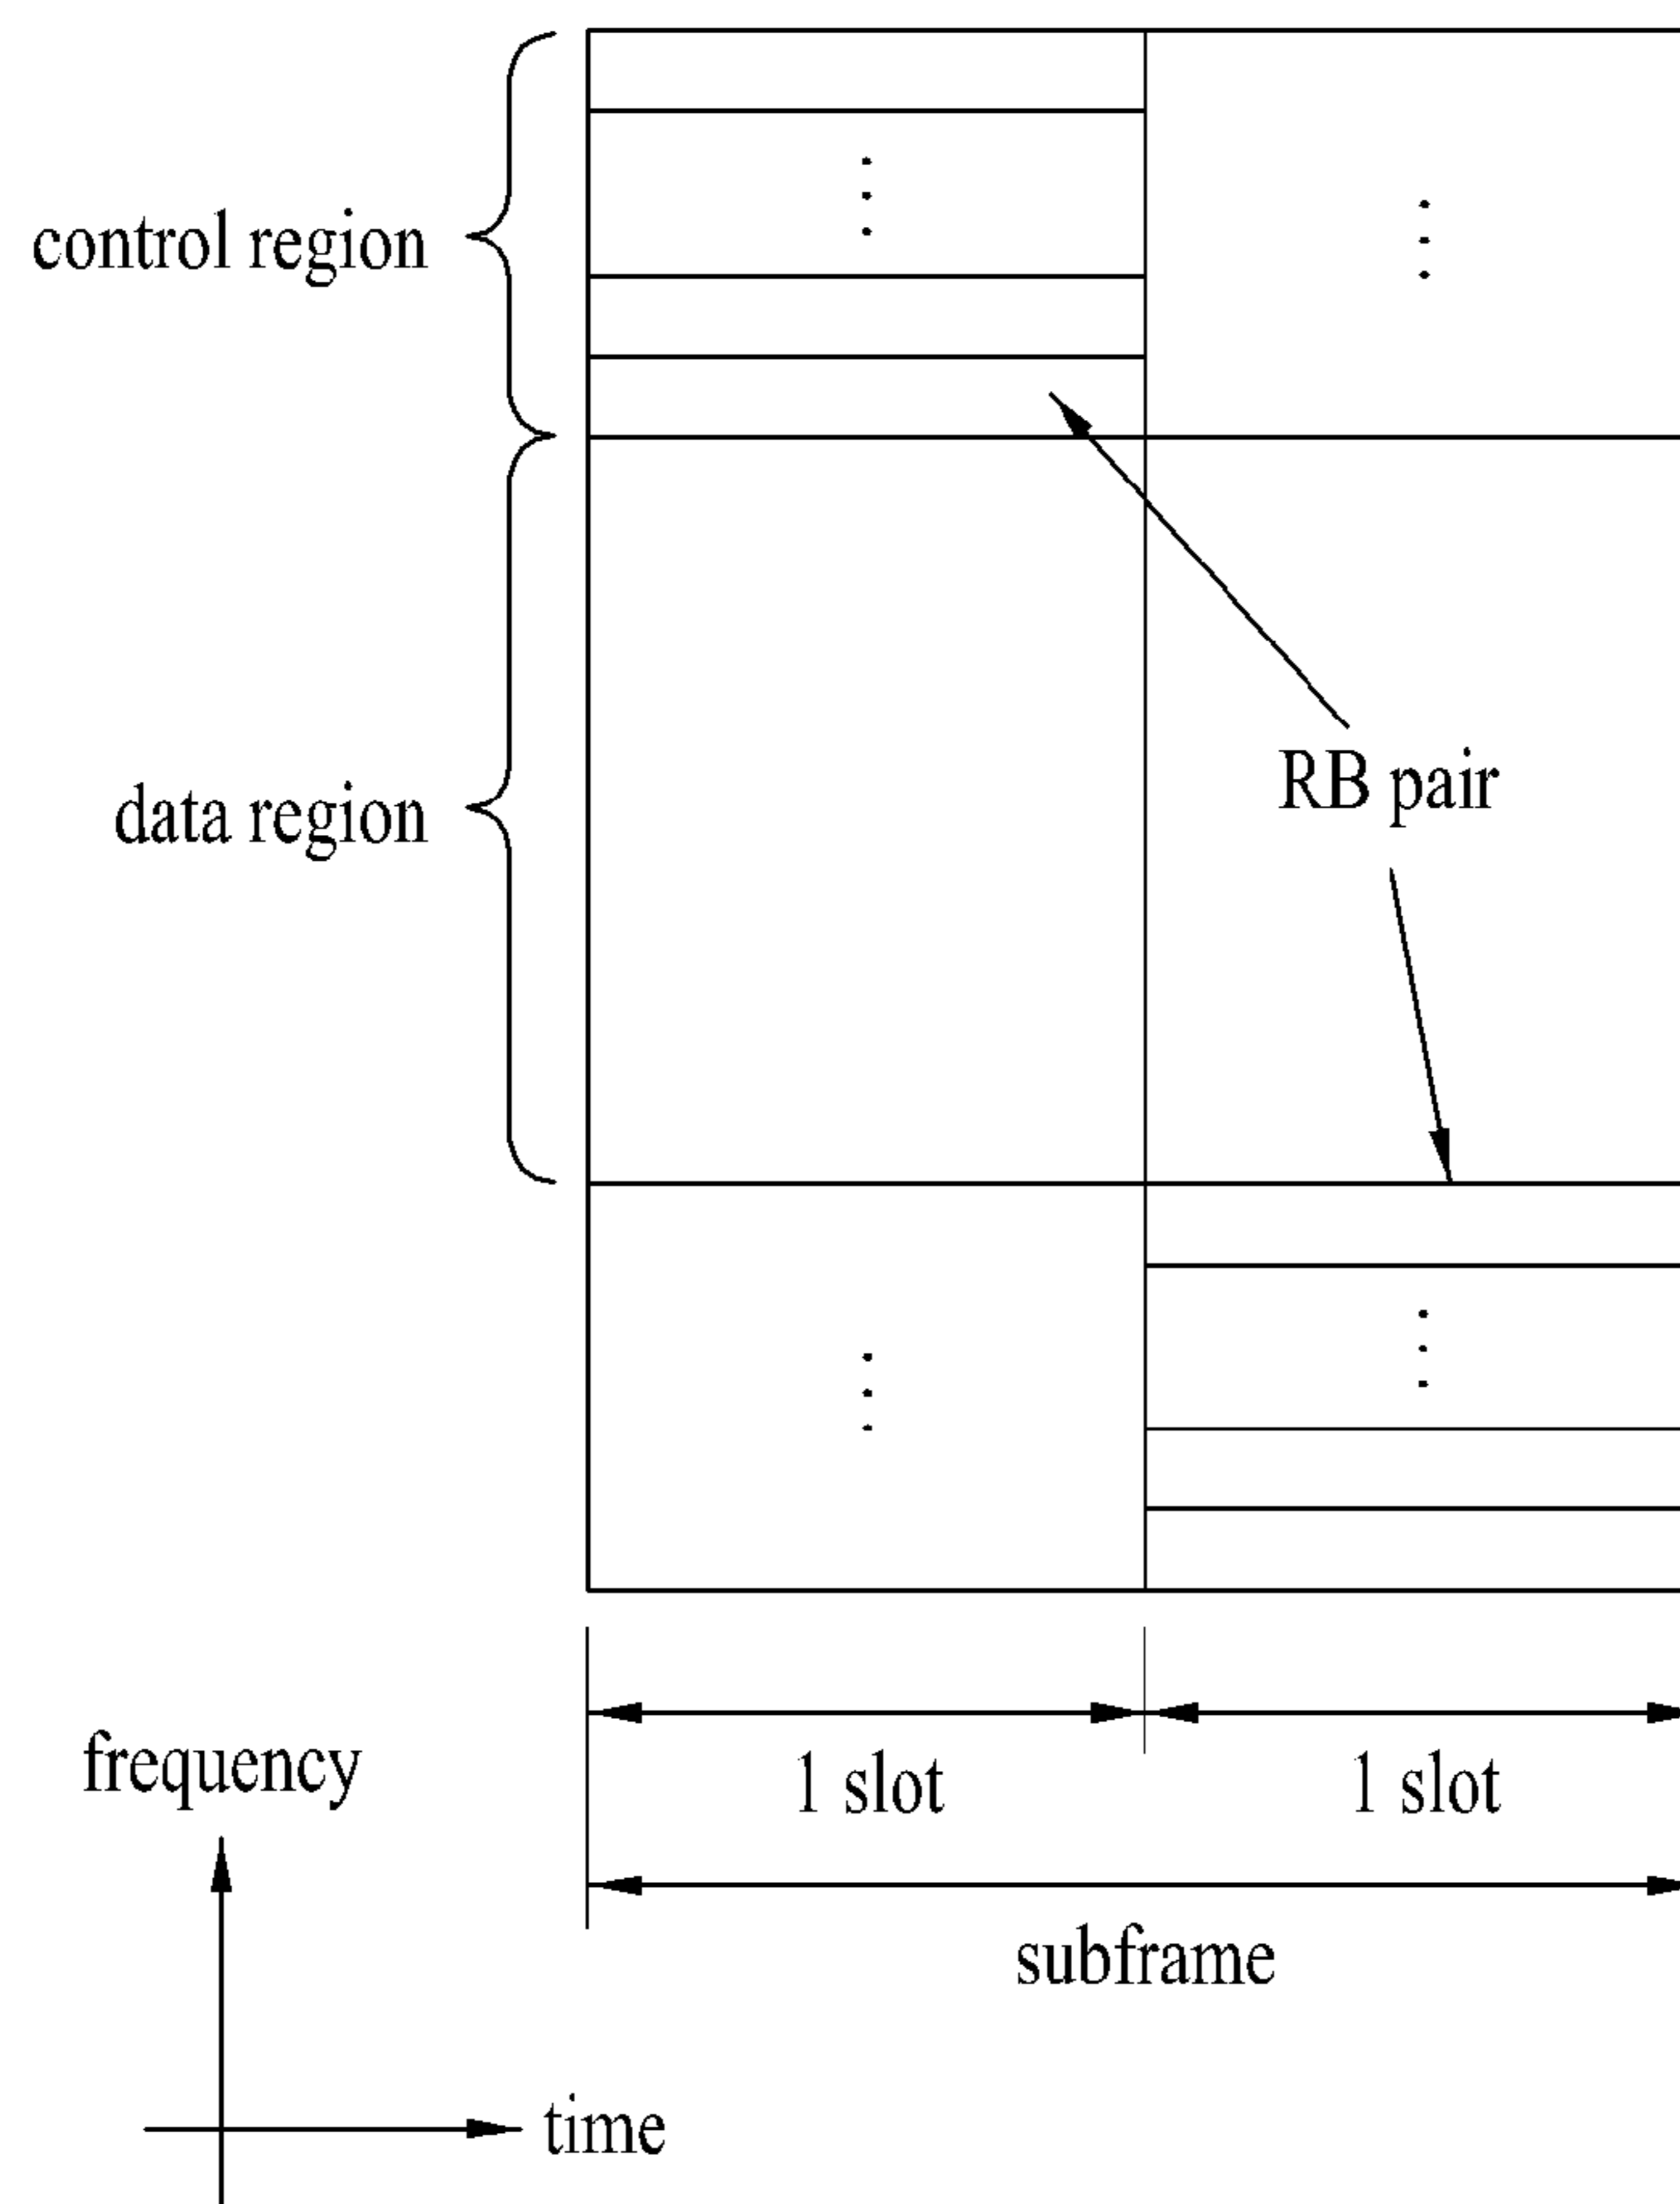 control region
data region
RB pair
1 slot
1 slot
frequency
subframe
time